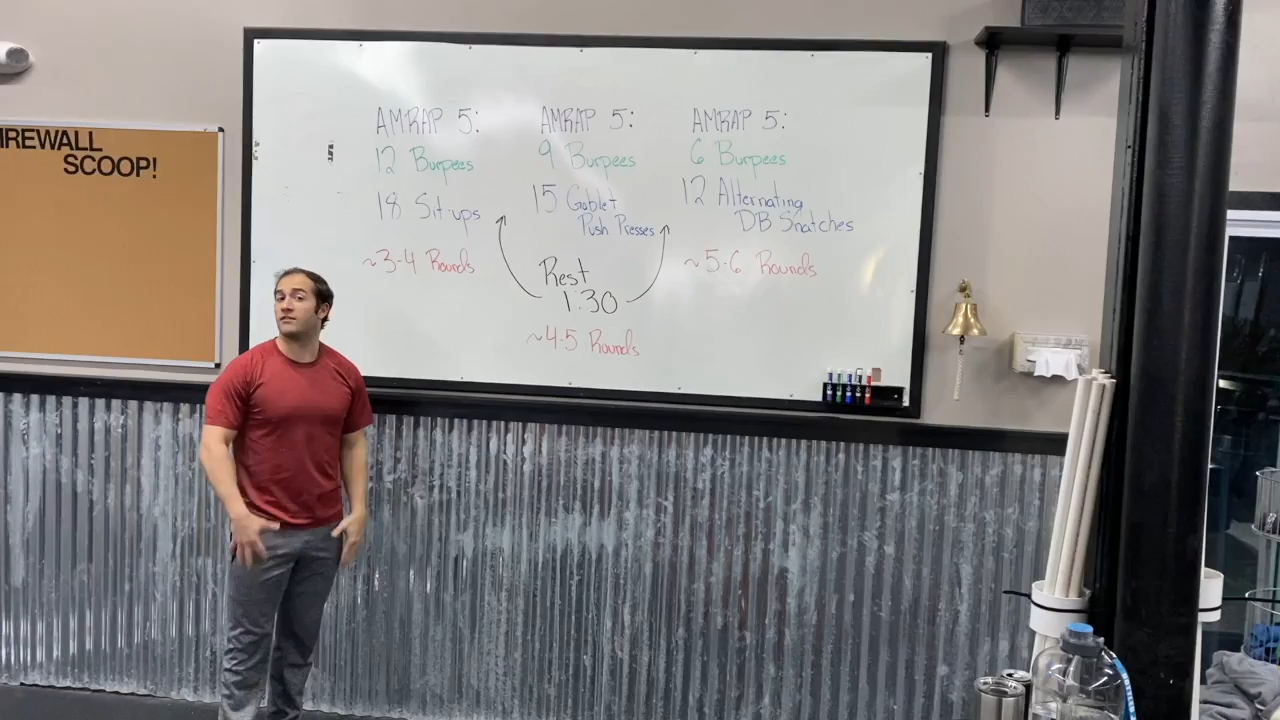 IREWALL
SCOOP!
AMRAP 5:
12 Burpees
18 Sit-ups
~3-4 Rounds
AMRAP 5:
9 Burpees
15 Goblet
Push Presses
Rest
1:30
~4-5 Rounds
AMRAP 5:
6 Burpees
12 Alternating
DB Snatches
~5-6 Rounds